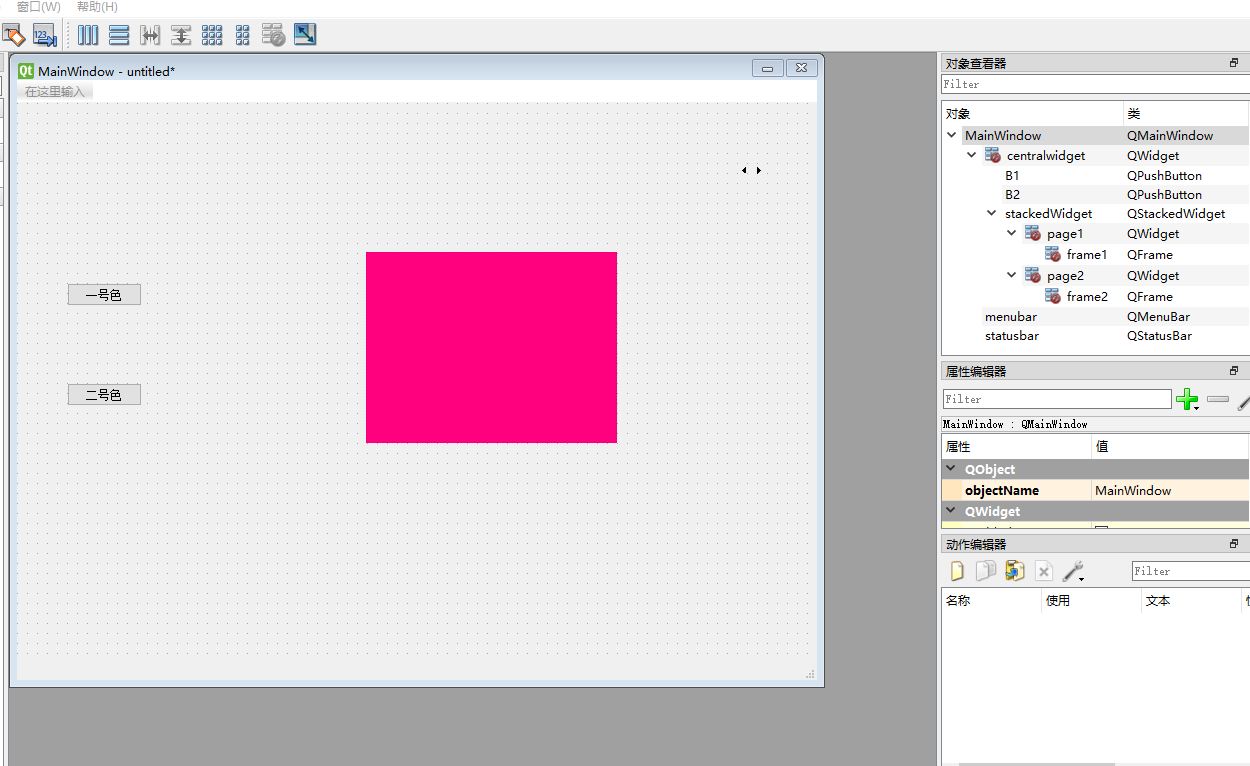 窗口(W) 帮助(H)
123
Qt MainWindow - untitled*
在这里输入
一号色
二号色
对象查看器
Filter
对象 类
MainWindow QMainWindow
centralwidget QWidget
B1 QPushButton
B2 QPushButton
stackedWidget QStackedWidget
page1 QWidget
frame1 QFrame
page2 QWidget
frame2 QFrame
menubar QMenuBar
statusbar QStatusBar
属性编辑器
Filter
MainWindow : QMainWindow
属性 值
QObject
objectName MainWindow
QWidget
动作编辑器
Filter
名称 使用 文本